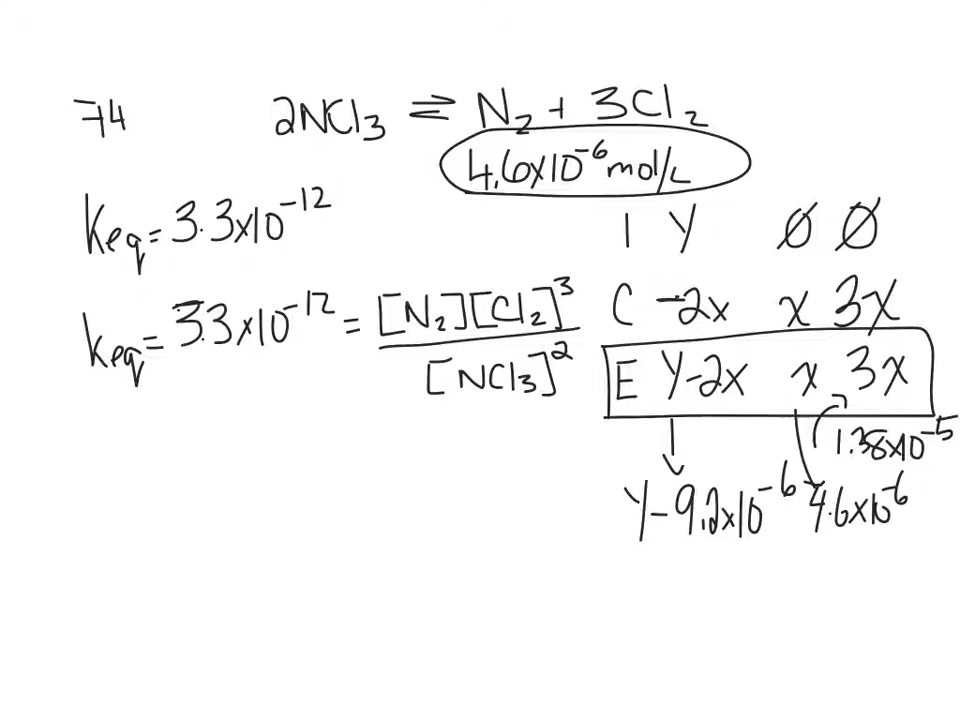 74 2NCl₃ ⇌ N₂ + 3Cl₂
4.6x10⁻⁶ mol/L
Keq = 3.3x10⁻¹²
I Y Ø Ø
Keq = 3.3x10⁻¹² = [N₂][Cl₂]³ / [NCl₃]²
C -2x x 3x
E Y-2x x 3x
1.38x10⁻⁵
Y-9.2x10⁻⁶ 4.6x10⁻⁶